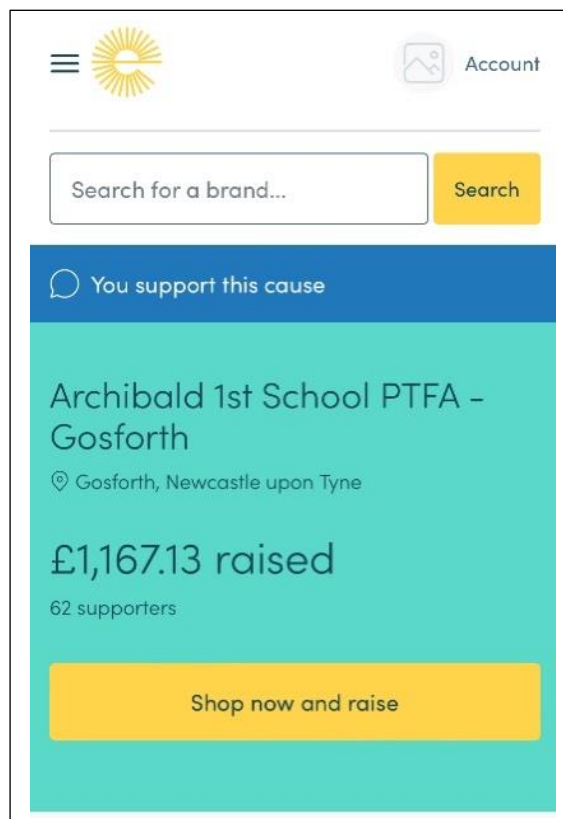 Account
Search for a brand...
Search
You support this cause
Archibald 1st School PTFA -
Gosforth
Gosforth, Newcastle upon Tyne
£1,167.13 raised
62 supporters
Shop now and raise